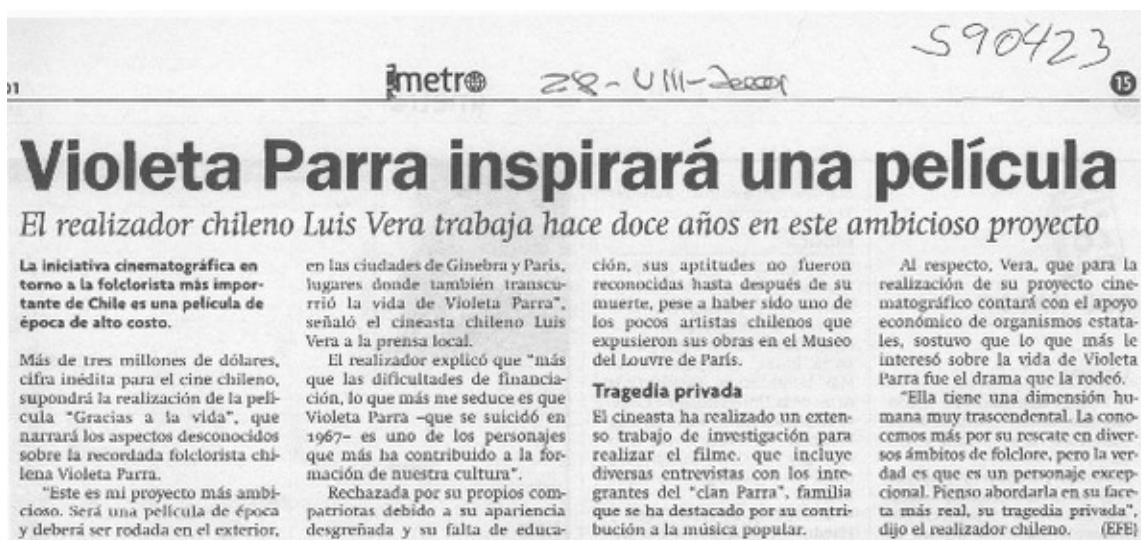 S90423
01
metro
28-VIII-2001
15
Violeta Parra inspirará una película
El realizador chileno Luis Vera trabaja hace doce años en este ambicioso proyecto
La iniciativa cinematográfica en
torno a la folclorista más impor-
tante de Chile es una película de
época de alto costo.
Más de tres millones de dólares,
cifra inédita para el cine chileno,
supondrá la realización de la pelí-
cula "Gracias a la vida", que
narrará los aspectos desconocidos
sobre la recordada folclorista chi-
lena Violeta Parra.
"Este es mi proyecto más ambi-
cioso. Será una película de época
y deberá ser rodada en el exterior,
en las ciudades de Ginebra y Paris,
lugares donde también transcu-
rrió la vida de Violeta Parra",
señaló el cineasta chileno Luis
Vera a la prensa local.
El realizador explicó que "más
que las dificultades de financia-
ción, lo que más me seduce es que
Violeta Parra –que se suicidó en
1967– es uno de los personajes
que más ha contribuido a la for-
mación de nuestra cultura".
Rechazada por su propios com-
patriotas debido a su apariencia
desgreñada y su falta de educa-
ción, sus aptitudes no fueron
reconocidas hasta después de su
muerte, pese a haber sido uno de
los pocos artistas chilenos que
expusieron sus obras en el Museo
del Louvre de París.
Tragedia privada
El cineasta ha realizado un exten-
so trabajo de investigación para
realizar el filme. que incluye
diversas entrevistas con los inte-
grantes del "clan Parra", familia
que se ha destacado por su contri-
bución a la música popular.
Al respecto, Vera, que para la
realización de su proyecto cine-
matográfico contará con el apoyo
económico de organismos estata-
les, sostuvo que lo que más le
interesó sobre la vida de Violeta
Parra fue el drama que la rodeó.
"Ella tiene una dimensión hu-
mana muy trascendental. La cono-
cemos más por su rescate en diver-
sos ámbitos de folclore, pero la ver-
dad es que es un personaje excep-
cional. Pienso abordarla en su face-
ta más real, su tragedia privada",
dijo el realizador chileno. (EFE)